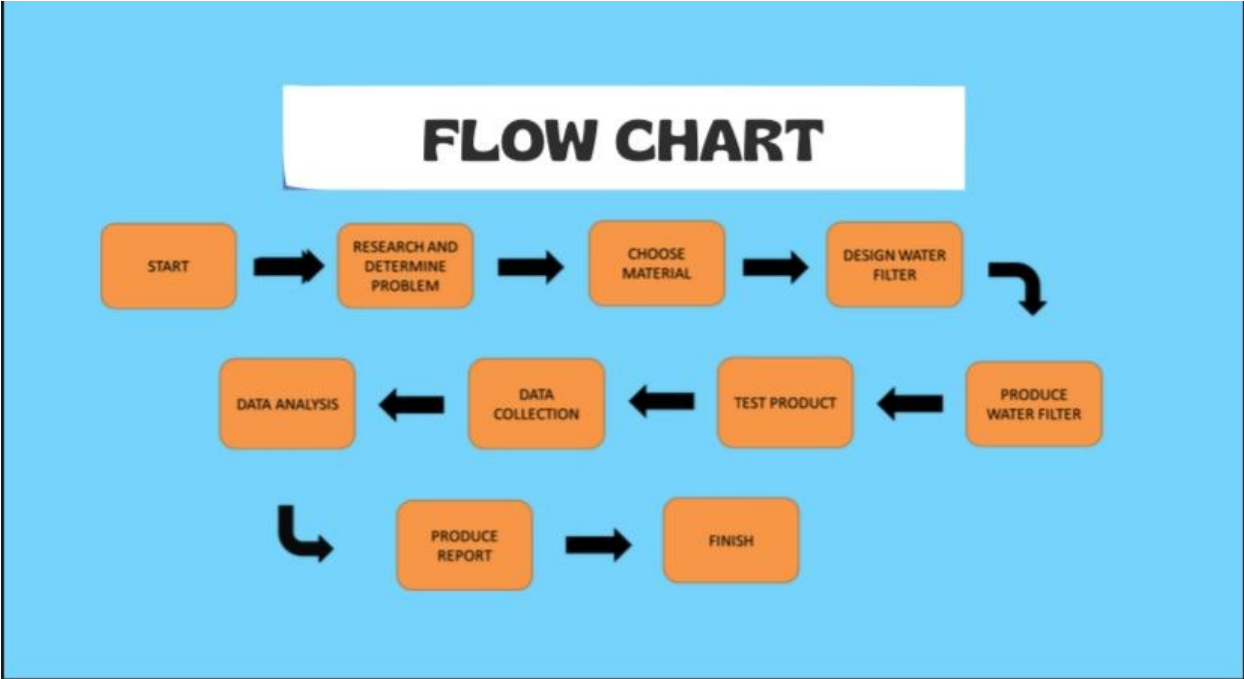 FLOW CHART
START
RESEARCH AND
DETERMINE
PROBLEM
CHOOSE
MATERIAL
DESIGN WATER
FILTER
PRODUCE
WATER FILTER
TEST PRODUCT
DATA
COLLECTION
DATA ANALYSIS
PRODUCE
REPORT
FINISH